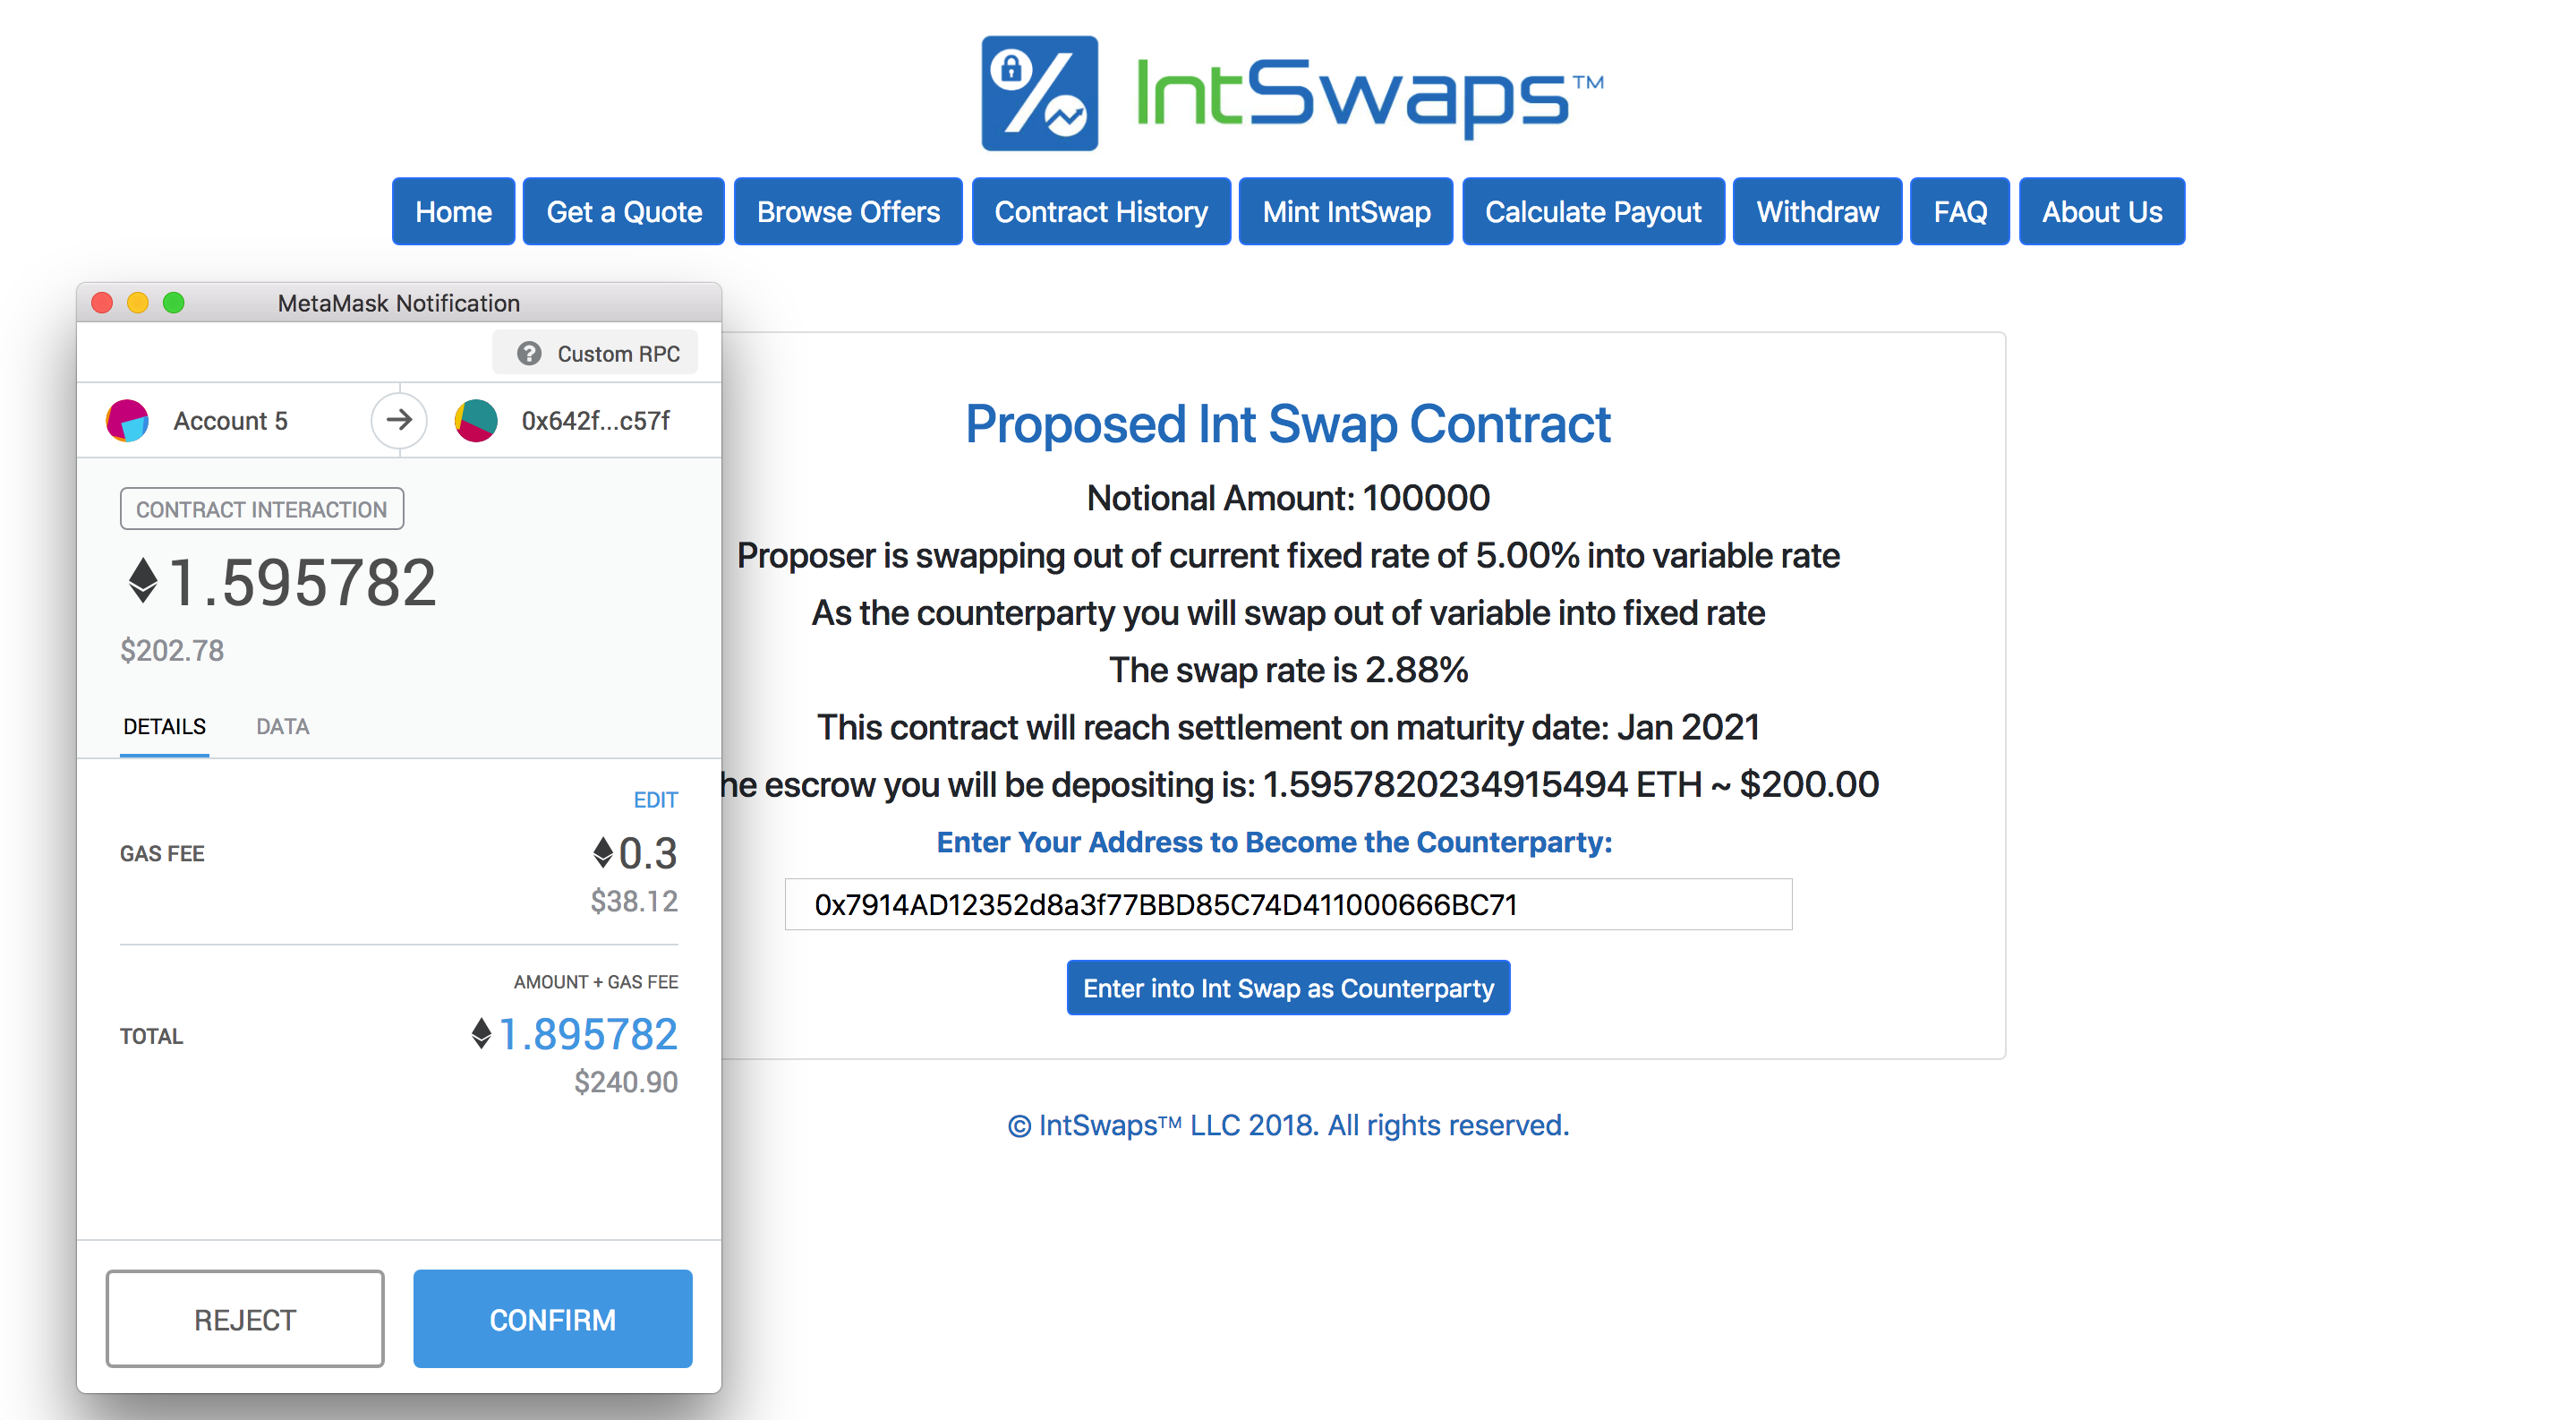 IntSwaps™
Home Get a Quote Browse Offers Contract History Mint IntSwap Calculate Payout Withdraw FAQ About Us
MetaMask Notification
Custom RPC
Account 5 0x642f...c57f
CONTRACT INTERACTION
1.595782
$202.78
DETAILS DATA
EDIT
GAS FEE 0.3
$38.12
AMOUNT + GAS FEE
TOTAL 1.895782
$240.90
REJECT CONFIRM
Proposed Int Swap Contract
Notional Amount: 100000
Proposer is swapping out of current fixed rate of 5.00% into variable rate
As the counterparty you will swap out of variable into fixed rate
The swap rate is 2.88%
This contract will reach settlement on maturity date: Jan 2021
he escrow you will be depositing is: 1.5957820234915494 ETH ~ $200.00
Enter Your Address to Become the Counterparty:
0x7914AD12352d8a3f77BBD85C74D411000666BC71
Enter into Int Swap as Counterparty
© IntSwaps™ LLC 2018. All rights reserved.